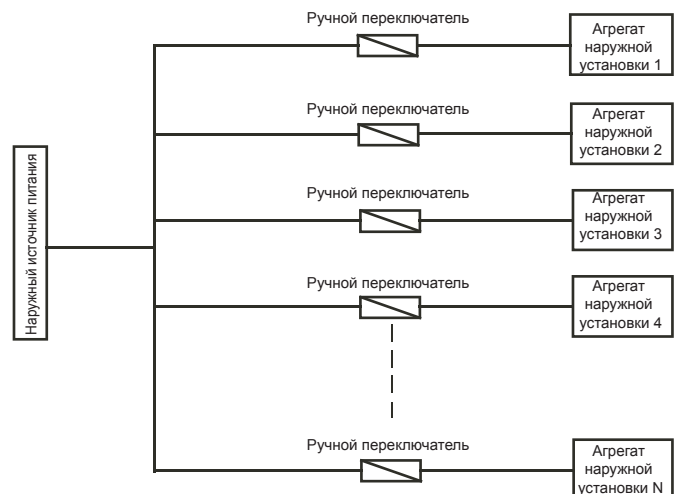 Ручной переключатель
Агрегат
наружной
установки 1
Ручной переключатель
Агрегат
наружной
установки 2
Наружный источник питания
Ручной переключатель
Агрегат
наружной
установки 3
Ручной переключатель
Агрегат
наружной
установки 4
Ручной переключатель
Агрегат
наружной
установки N